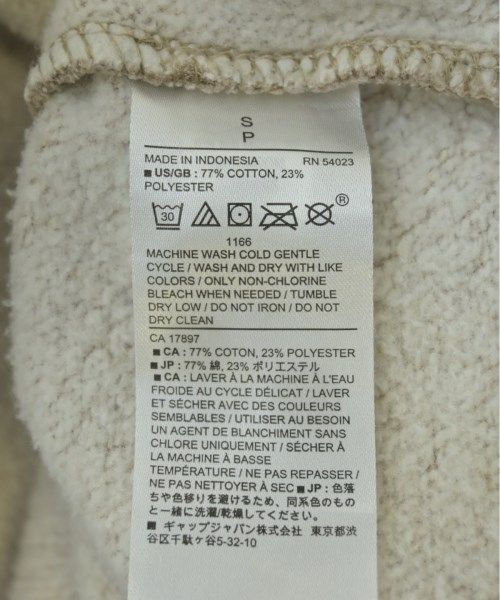 S
P
MADE IN INDONESIA RN 54023
■ US/GB : 77% COTTON, 23%
POLYESTER
30 ®
1166
MACHINE WASH COLD GENTLE
CYCLE / WASH AND DRY WITH LIKE
COLORS / ONLY NON-CHLORINE
BLEACH WHEN NEEDED / TUMBLE
DRY LOW / DO NOT IRON / DO NOT
DRY CLEAN
CA 17897
■ CA : 77% COTON, 23% POLYESTER
■ JP : 77% 綿, 23% ポリエステル
■ CA : LAVER À LA MACHINE À L'EAU
FROIDE AU CYCLE DÉLICAT / LAVER
ET SÉCHER AVEC DES COULEURS
SEMBLABLES / UTILISER AU BESOIN
UN AGENT DE BLANCHIMENT SANS
CHLORE UNIQUEMENT / SÉCHER À
LA MACHINE À BASSE
TEMPÉRATURE / NE PAS REPASSER /
NE PAS NETTOYER À SEC ■ JP : 色落
ちや色移りを避けるため、同系色のもの
と一緒に洗濯/乾燥してください。
■ ギャップジャパン株式会社 東京都渋
谷区千駄ケ谷5-32-10